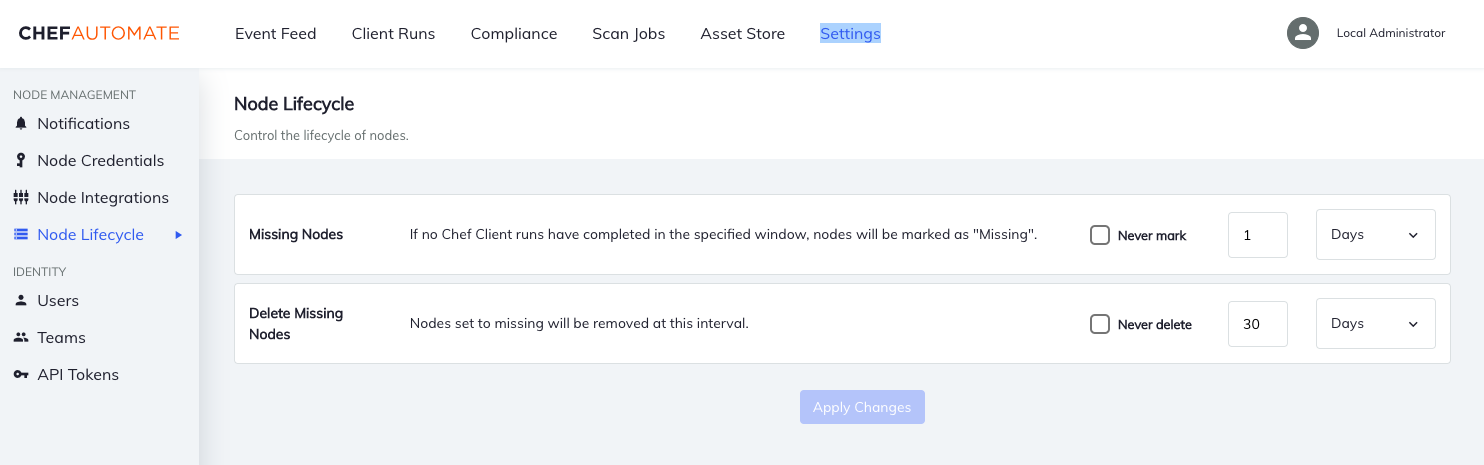 CHEFAUTOMATE
Event Feed
Client Runs
Compliance
Scan Jobs
Asset Store
Settings
Local Administrator
NODE MANAGEMENT
Notifications
Node Credentials
Node Integrations
Node Lifecycle
IDENTITY
Users
Teams
API Tokens
Node Lifecycle
Control the lifecycle of nodes.
Missing Nodes
If no Chef Client runs have completed in the specified window, nodes will be marked as "Missing".
Never mark
1
Days
Delete Missing
Nodes
Nodes set to missing will be removed at this interval.
Never delete
30
Days
Apply Changes